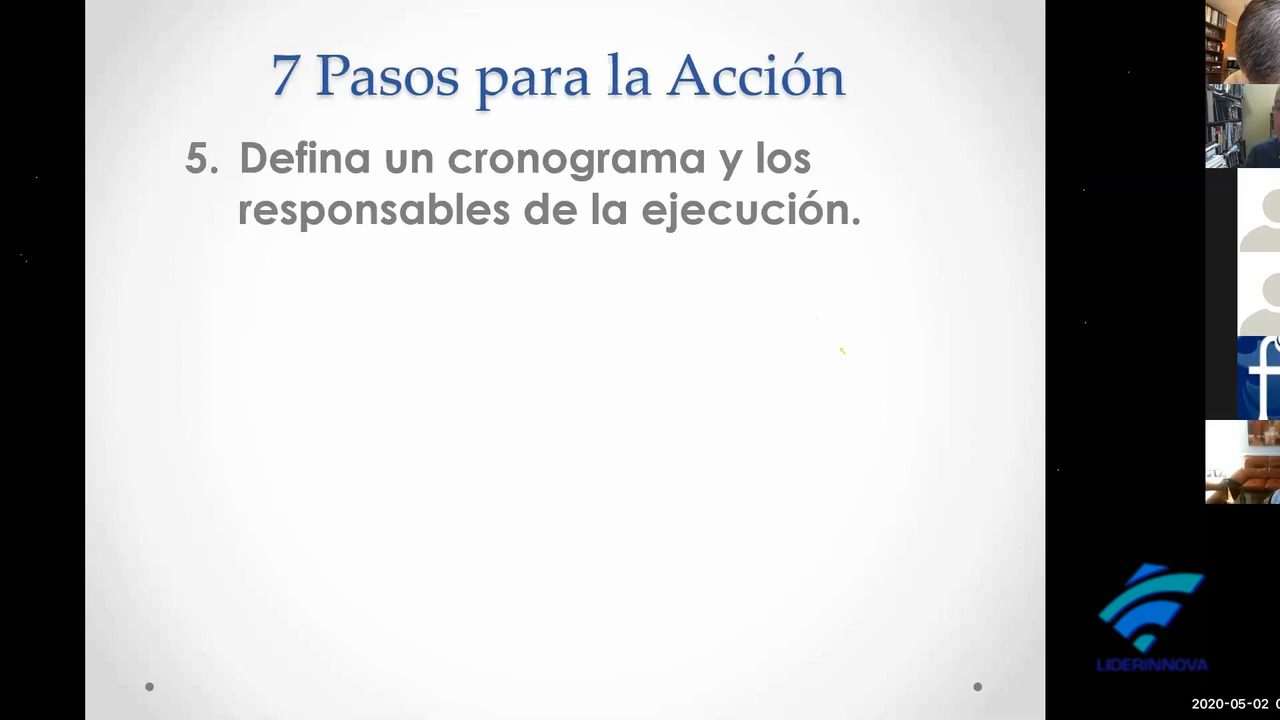 7 Pasos para la Acción
5. Defina un cronograma y los
responsables de la ejecución.
LIDERINNOVA
2020-05-02